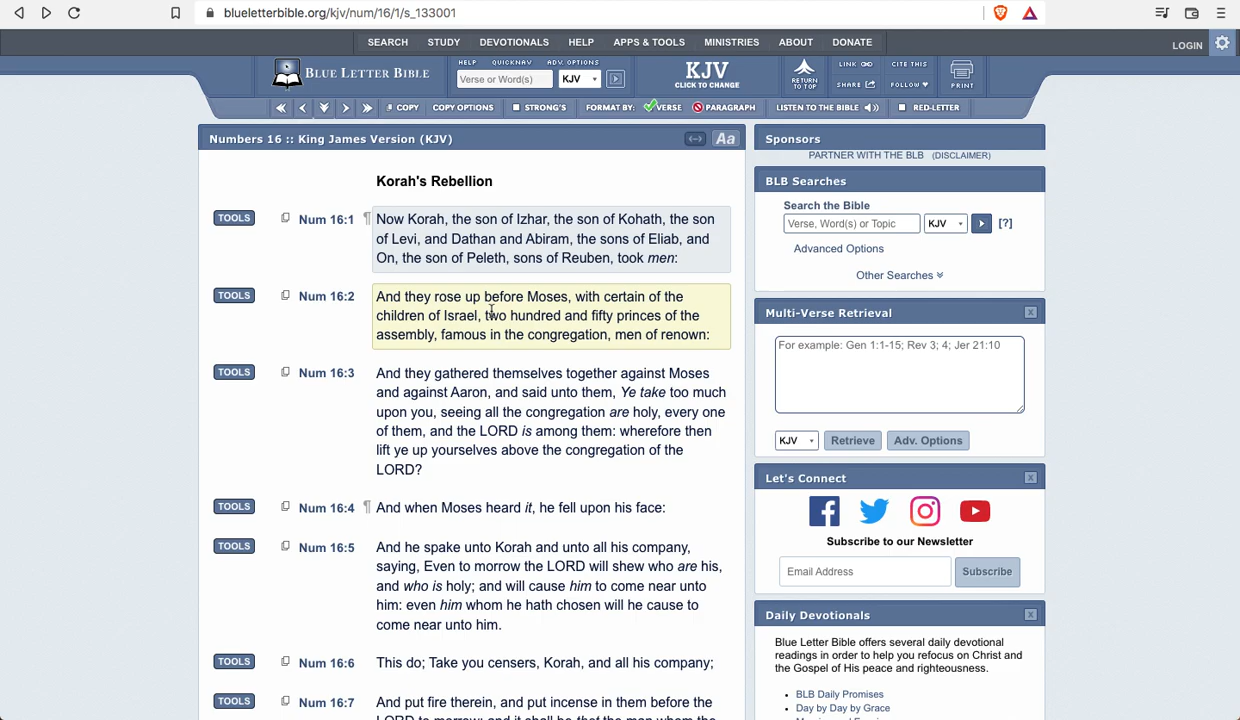 blueletterbible.org/kjv/num/16/1/s_133001
SEARCH STUDY DEVOTIONALS HELP APPS & TOOLS MINISTRIES ABOUT DONATE
LOGIN
BLUE LETTER BIBLE
HELP QUICKNAV ADV. OPTIONS
Verse or Word(s) KJV
KJV
CLICK TO CHANGE
RETURN
TO TOP
LINK CITE THIS
SHARE FOLLOW
PRINT
COPY COPY OPTIONS STRONG'S FORMAT BY: VERSE PARAGRAPH LISTEN TO THE BIBLE RED-LETTER
Numbers 16 :: King James Version (KJV) Aa
Korah's Rebellion
TOOLS Num 16:1 ¶ Now Korah, the son of Izhar, the son of Kohath, the son
of Levi, and Dathan and Abiram, the sons of Eliab, and
On, the son of Peleth, sons of Reuben, took men:
TOOLS Num 16:2 And they rose up before Moses, with certain of the
children of Israel, two hundred and fifty princes of the
assembly, famous in the congregation, men of renown:
TOOLS Num 16:3 And they gathered themselves together against Moses
and against Aaron, and said unto them, Ye take too much
upon you, seeing all the congregation are holy, every one
of them, and the LORD is among them: wherefore then
lift ye up yourselves above the congregation of the
LORD?
TOOLS Num 16:4 ¶ And when Moses heard it, he fell upon his face:
TOOLS Num 16:5 And he spake unto Korah and unto all his company,
saying, Even to morrow the LORD will shew who are his,
and who is holy; and will cause him to come near unto
him: even him whom he hath chosen will he cause to
come near unto him.
TOOLS Num 16:6 This do; Take you censers, Korah, and all his company;
TOOLS Num 16:7 And put fire therein, and put incense in them before the
LORD to morrow: and it shall be that the man whom the
Sponsors
PARTNER WITH THE BLB (DISCLAIMER)
BLB Searches
Search the Bible
Verse, Word(s) or Topic KJV [?]
Advanced Options
Other Searches
Multi-Verse Retrieval x
For example: Gen 1:1-15; Rev 3; 4; Jer 21:10
KJV Retrieve Adv. Options
Let's Connect x
Subscribe to our Newsletter
Email Address Subscribe
Daily Devotionals x
Blue Letter Bible offers several daily devotional
readings in order to help you refocus on Christ and
the Gospel of His peace and righteousness.
BLB Daily Promises
Day by Day by Grace